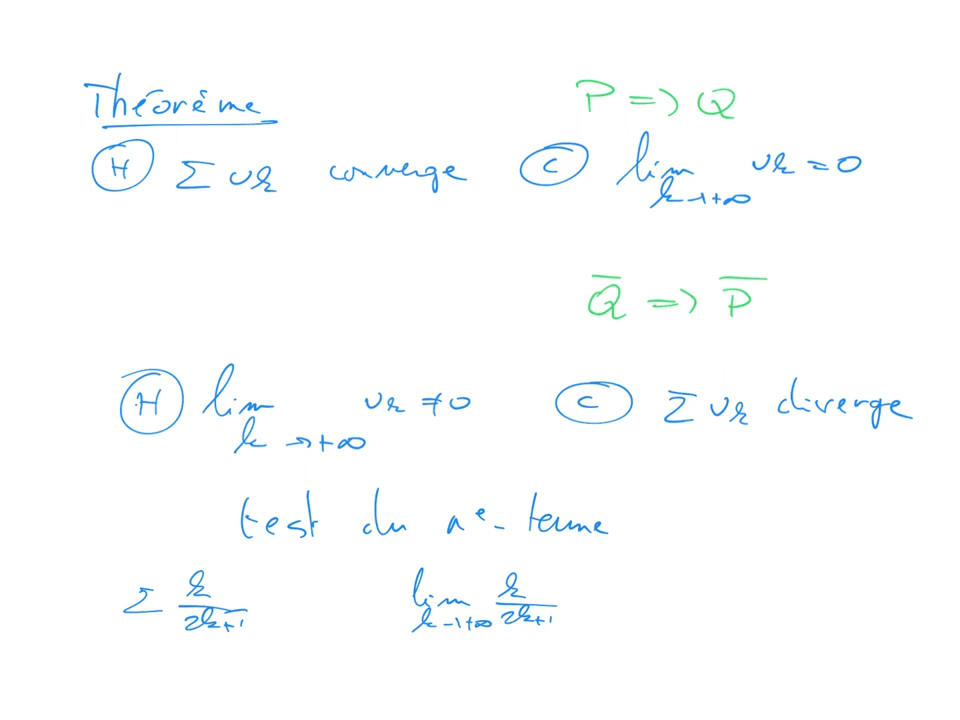 Théorème P => Q
(H) Σ uk converge (C) lim uk = 0
k→+∞
Q̅ => P̅
(H) lim uk ≠ 0 (C) Σ uk diverge
k→+∞
test du nᵉ-terme
Σ k/(2k+1) lim k/(2k+1)
k→+∞